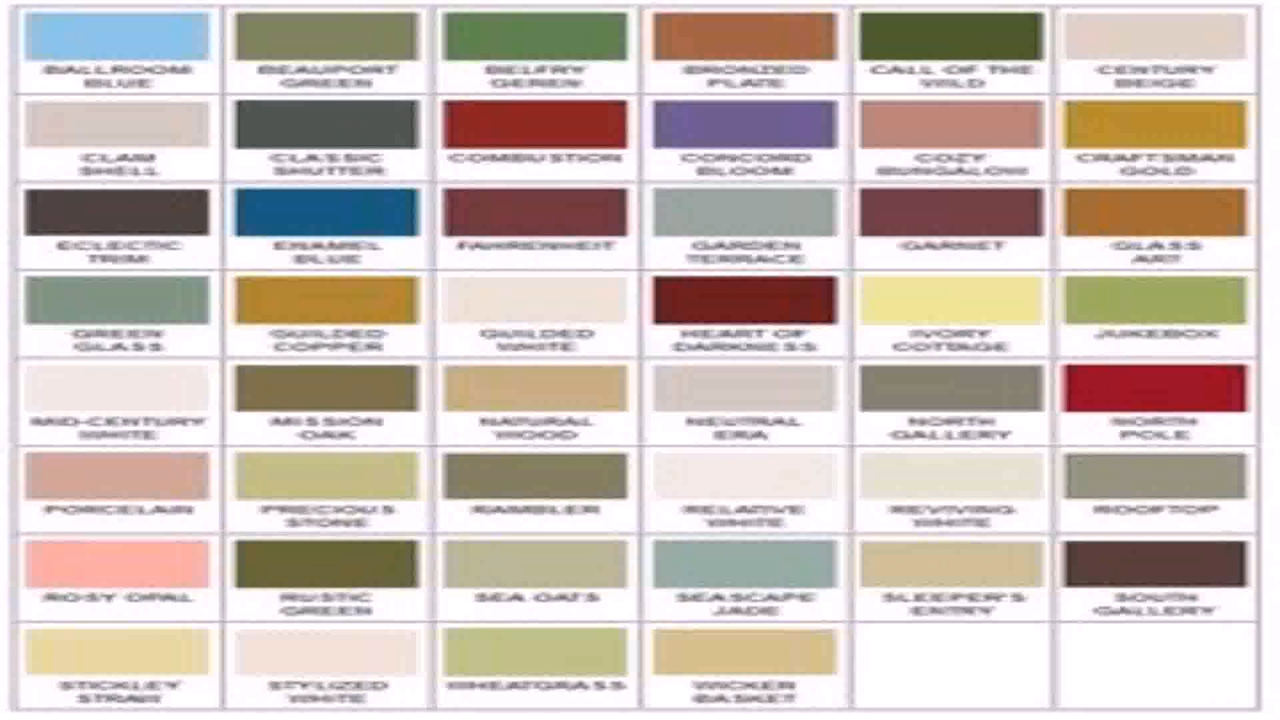 BALLROOM
BLUE
BEAUPORT
GREEN
BELFRY
GEREN
BRONZED
PLATE
CALL OF THE
WILD
CENTURY
BEIGE
CLAM
SHELL
CLASSIC
SHUTTER
COMBUSTION
CONCORD
BLOOM
COZY
BUNGALOW
CRAFTSMAN
GOLD
ECLECTIC
TRIM
ENAMEL
BLUE
FAHRENHEIT
GARDEN
TERRACE
GARNET
GLASS
ART
GREEN
GLASS
GUILDED
COPPER
GUILDED
WHITE
HEART OF
DARKNESS
IVORY
COTTAGE
JUKEBOX
MID-CENTURY
WHITE
MISSION
OAK
NATURAL
WOOD
NEUTRAL
ERA
NORTH
GALLERY
NORTH
POLE
PORCELAIN
PRECIOUS
STONE
RAMBLER
RELATIVE
WHITE
REVIVING
WHITE
ROOFTOP
ROSY OPAL
RUSTIC
GREEN
SEA OATS
SEASCAPE
JADE
SLEEPER'S
ENTRY
SOUTH
GALLERY
STICKLEY
STRAW
STYLIZED
WHITE
WHEATGRASS
WICKER
BASKET